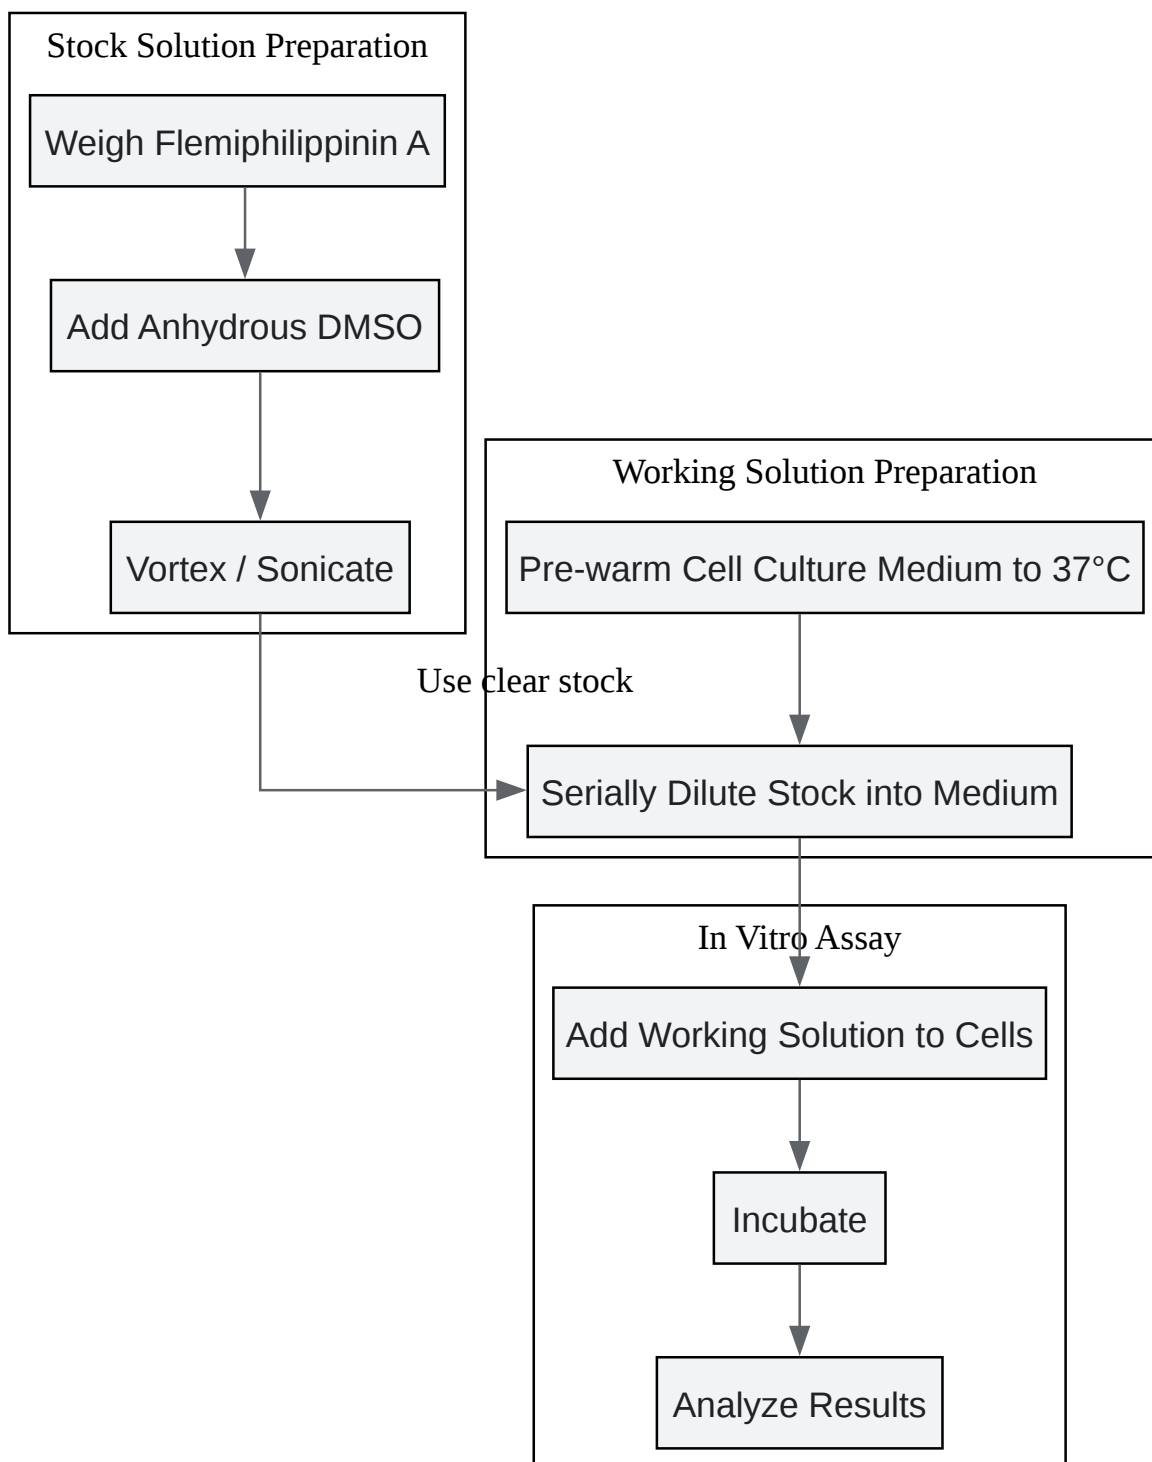 Stock Solution Preparation
Weigh Flemiphilippinin A
Add Anhydrous DMSO
Vortex / Sonicate
Use clear stock
Working Solution Preparation
Pre-warm Cell Culture Medium to 37°C
Serially Dilute Stock into Medium
In Vitro Assay
Add Working Solution to Cells
Incubate
Analyze Results